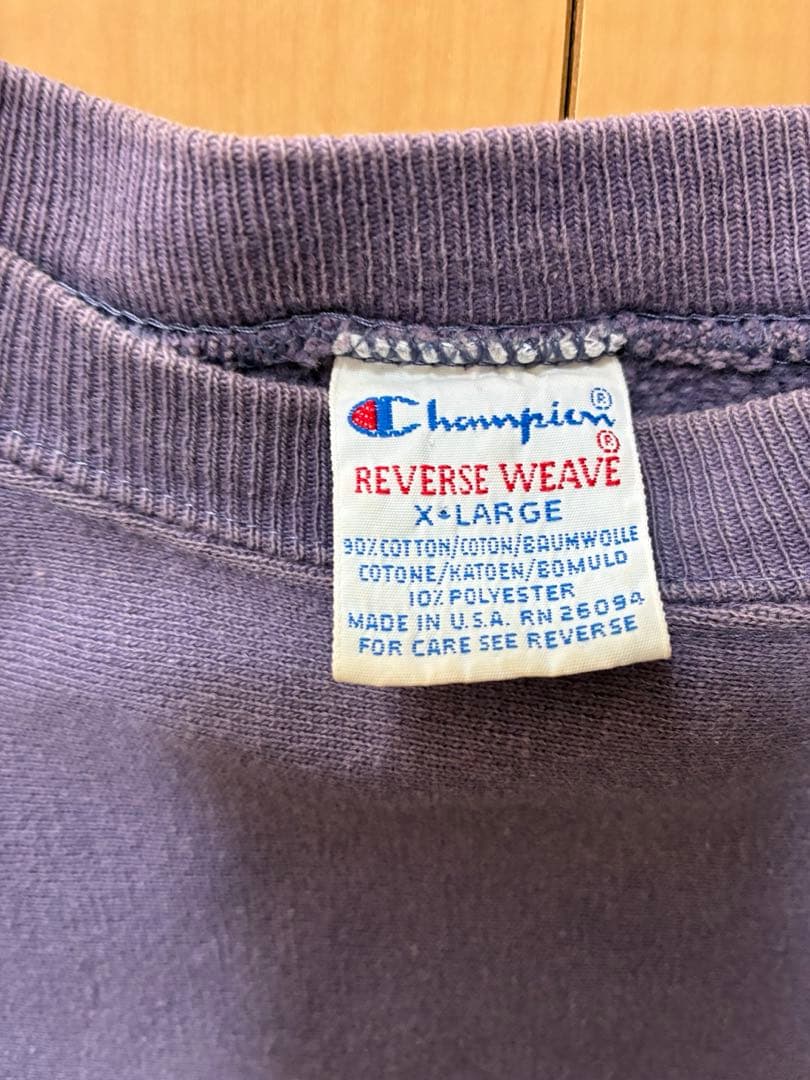 Champion®
REVERSE WEAVE®
X•LARGE
90% COTTON/COTON/BAUMWOLLE
COTONE/KATOEN/BOMULD
10% POLYESTER
MADE IN U.S.A. RN 26094
FOR CARE SEE REVERSE